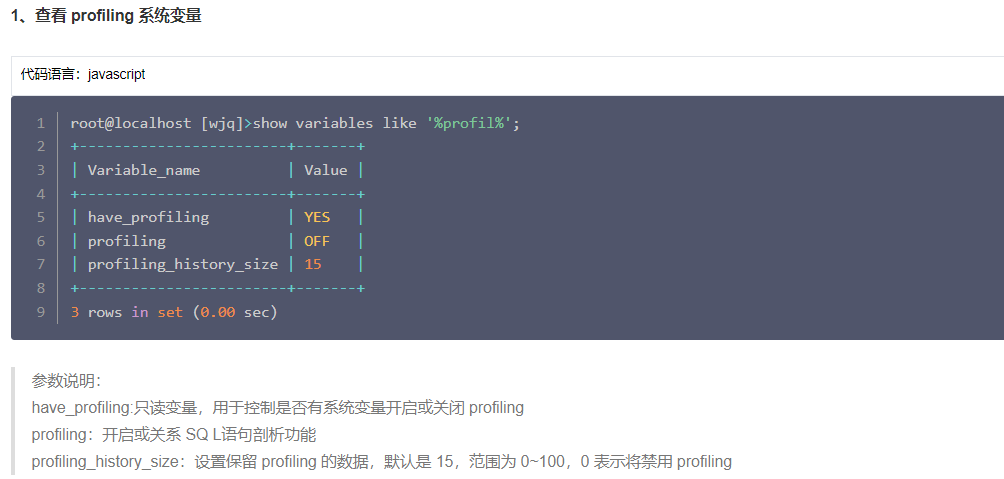 1、查看 profiling 系统变量
代码语言：javascript
1 root@localhost [wjq]>show variables like '%profil%';
2 +------------------------+-------+
3 | Variable_name          | Value |
4 +------------------------+-------+
5 | have_profiling         | YES   |
6 | profiling              | OFF   |
7 | profiling_history_size | 15    |
8 +------------------------+-------+
9 3 rows in set (0.00 sec)
参数说明：
have_profiling:只读变量，用于控制是否有系统变量开启或关闭 profiling
profiling：开启或关系 SQ L语句剖析功能
profiling_history_size：设置保留 profiling 的数据，默认是 15，范围为 0~100，0 表示将禁用 profiling